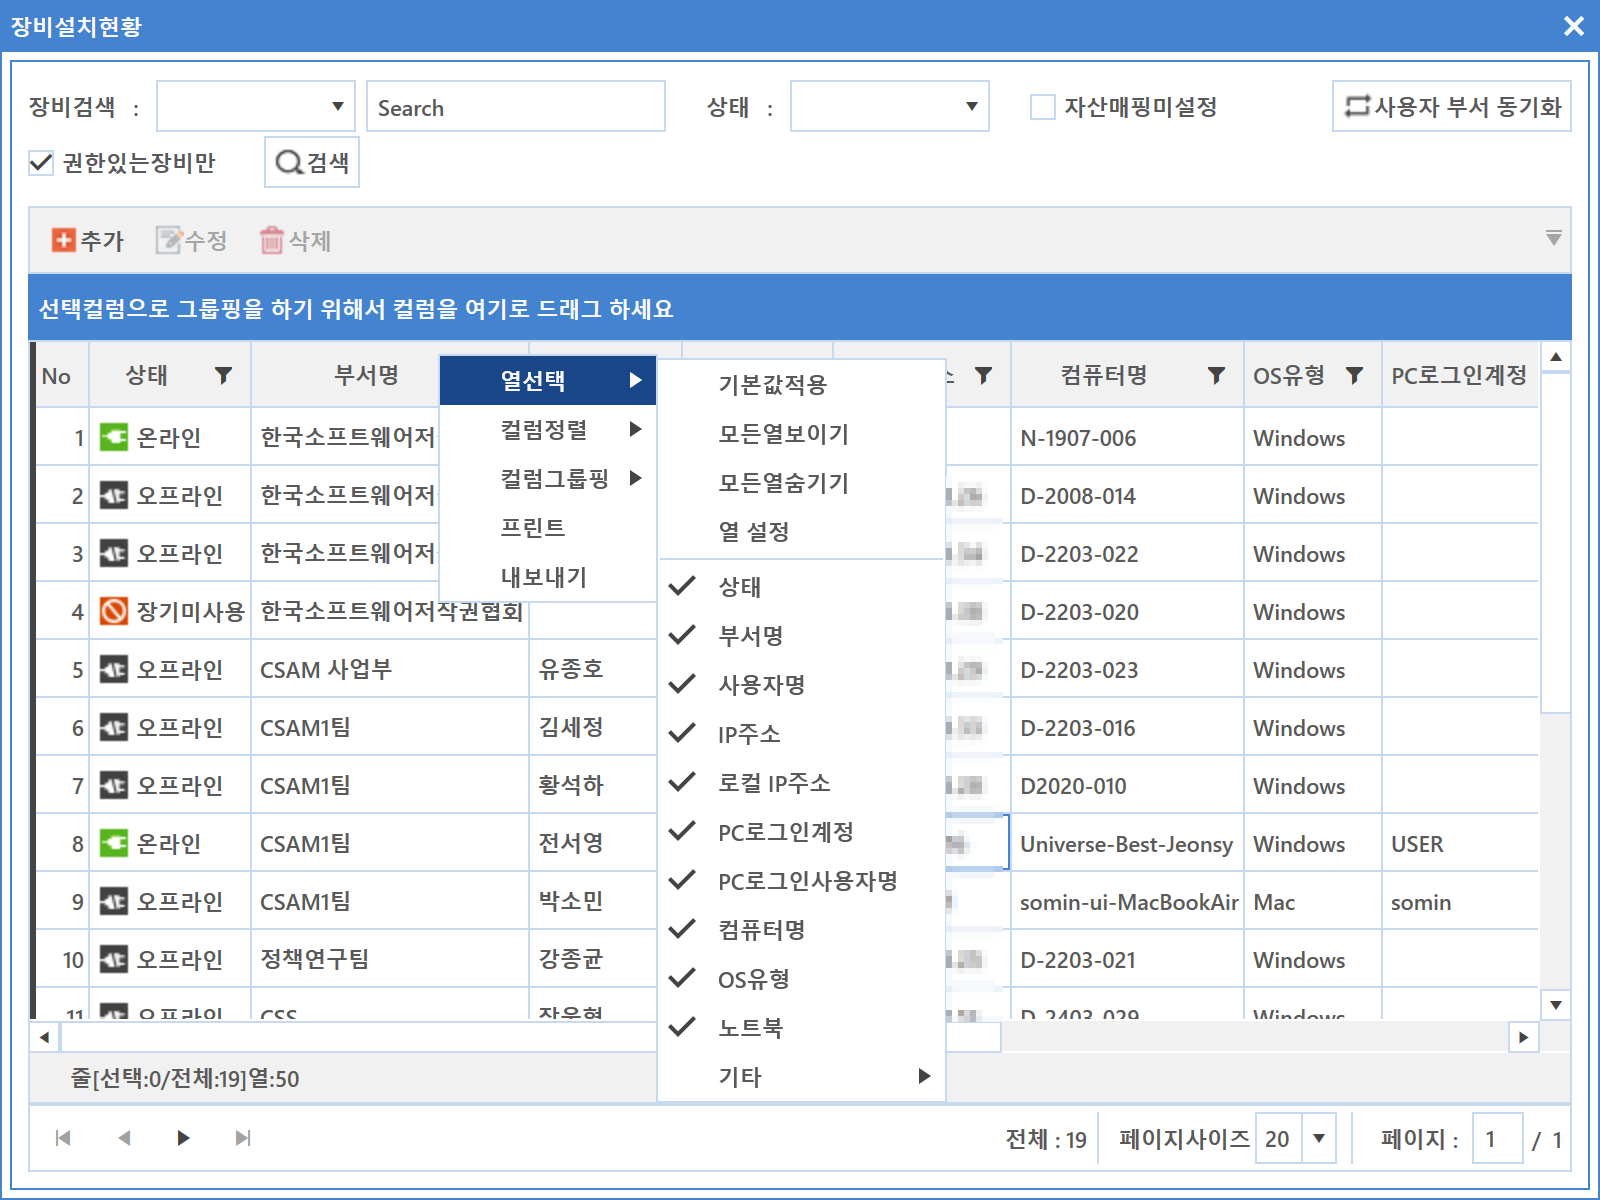 장비설치현황
장비검색 : Search 상태 : 자산매핑미설정 사용자 부서 동기화
권한있는장비만 검색
추가 수정 삭제
선택컬럼으로 그룹핑을 하기 위해서 컬럼을 여기로 드래그 하세요
No 상태 부서명 컴퓨터명 OS유형 PC로그인계정
1 온라인 한국소프트웨어저 N-1907-006 Windows
2 오프라인 한국소프트웨어저 D-2008-014 Windows
3 오프라인 한국소프트웨어저 D-2203-022 Windows
4 장기미사용 한국소프트웨어저작권협회 D-2203-020 Windows
5 오프라인 CSAM 사업부 유종호 D-2203-023 Windows
6 오프라인 CSAM1팀 김세정 D-2203-016 Windows
7 오프라인 CSAM1팀 황석하 D2020-010 Windows
8 온라인 CSAM1팀 전서영 Universe-Best-Jeonsy Windows USER
9 오프라인 CSAM1팀 박소민 somin-ui-MacBookAir Mac somin
10 오프라인 정책연구팀 강종균 D-2203-021 Windows
11 오프라인 CSS D-2403-029 Windows
열선택
컬럼정렬
컬럼그룹핑
프린트
내보내기
기본값적용
모든열보이기
모든열숨기기
열 설정
상태
부서명
사용자명
IP주소
로컬 IP주소
PC로그인계정
PC로그인사용자명
컴퓨터명
OS유형
노트북
기타
줄[선택:0/전체:19]열:50
전체 : 19 페이지사이즈 20 페이지 : 1 / 1